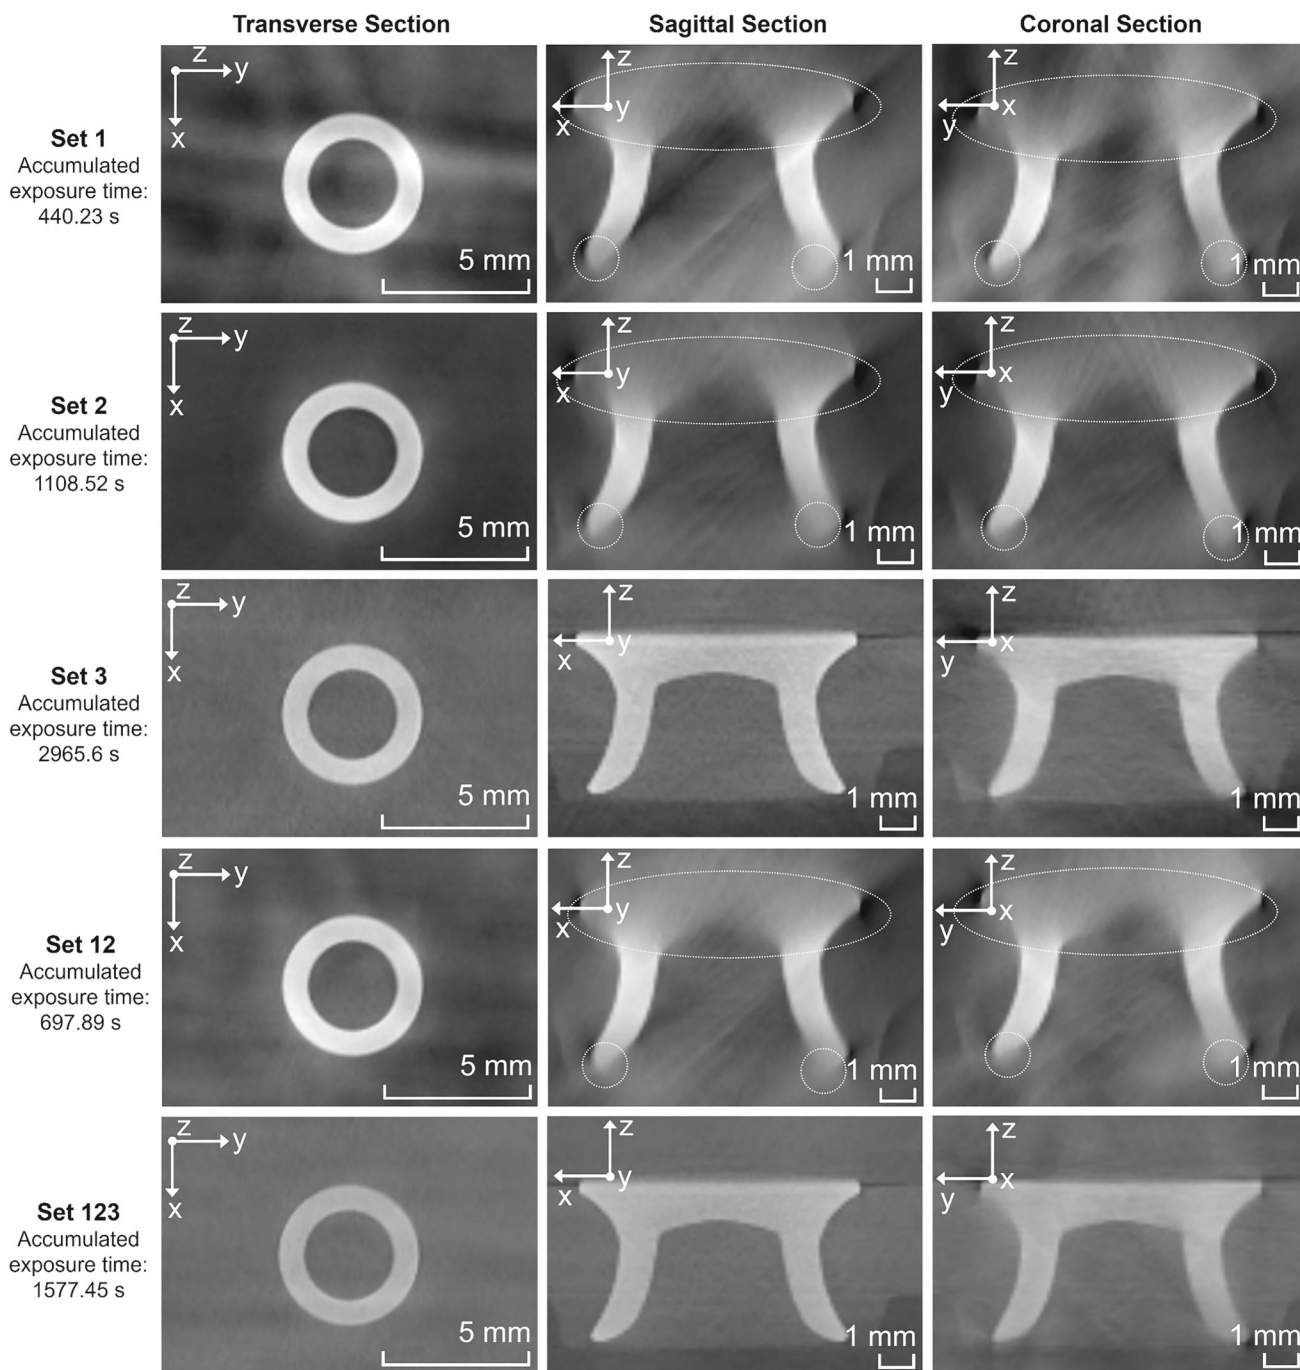 Transverse Section
Sagittal Section
Coronal Section
Set 1
Accumulated
exposure time:
440.23 s
z
y
x
5 mm
z
x
y
1 mm
z
y
x
1 mm
Set 2
Accumulated
exposure time:
1108.52 s
z
y
x
5 mm
z
x
y
1 mm
z
y
x
1 mm
Set 3
Accumulated
exposure time:
2965.6 s
z
y
x
5 mm
z
x
y
1 mm
z
y
x
1 mm
Set 12
Accumulated
exposure time:
697.89 s
z
y
x
5 mm
z
x
y
1 mm
z
y
x
1 mm
Set 123
Accumulated
exposure time:
1577.45 s
z
y
x
5 mm
z
x
y
1 mm
z
y
x
1 mm